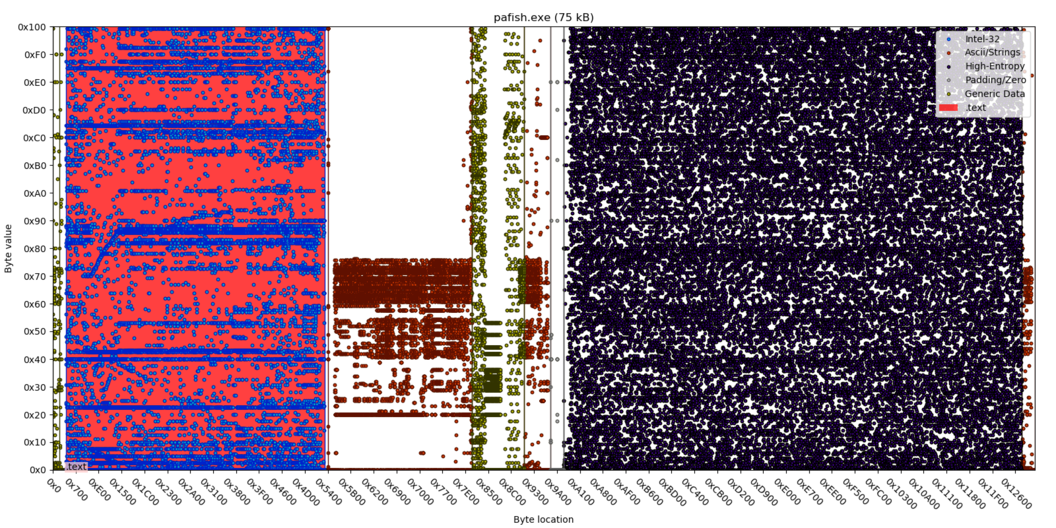 pafish.exe (75 kB)
0x100
0xF0
0xE0
0xD0
0xC0
0xB0
0xA0
0x90
0x80
0x70
0x60
0x50
0x40
0x30
0x20
0x10
0x0
Byte value
Intel-32
Ascii/Strings
High-Entropy
Padding/Zero
Generic Data
.text
.text
0x0
0x700
0xE00
0x1500
0x1C00
0x2300
0x2A00
0x3100
0x3800
0x3F00
0x4600
0x4D00
0x5400
0x5B00
0x6200
0x6900
0x7000
0x7700
0x7E00
0x8500
0x8C00
0x9300
0x9A00
0xA100
0xA800
0xAF00
0xB600
0xBD00
0xC400
0xCB00
0xD200
0xD900
0xE000
0xE700
0xEE00
0xF500
0xFC00
0x10300
0x10A00
0x11100
0x11800
0x11F00
0x12600
Byte location